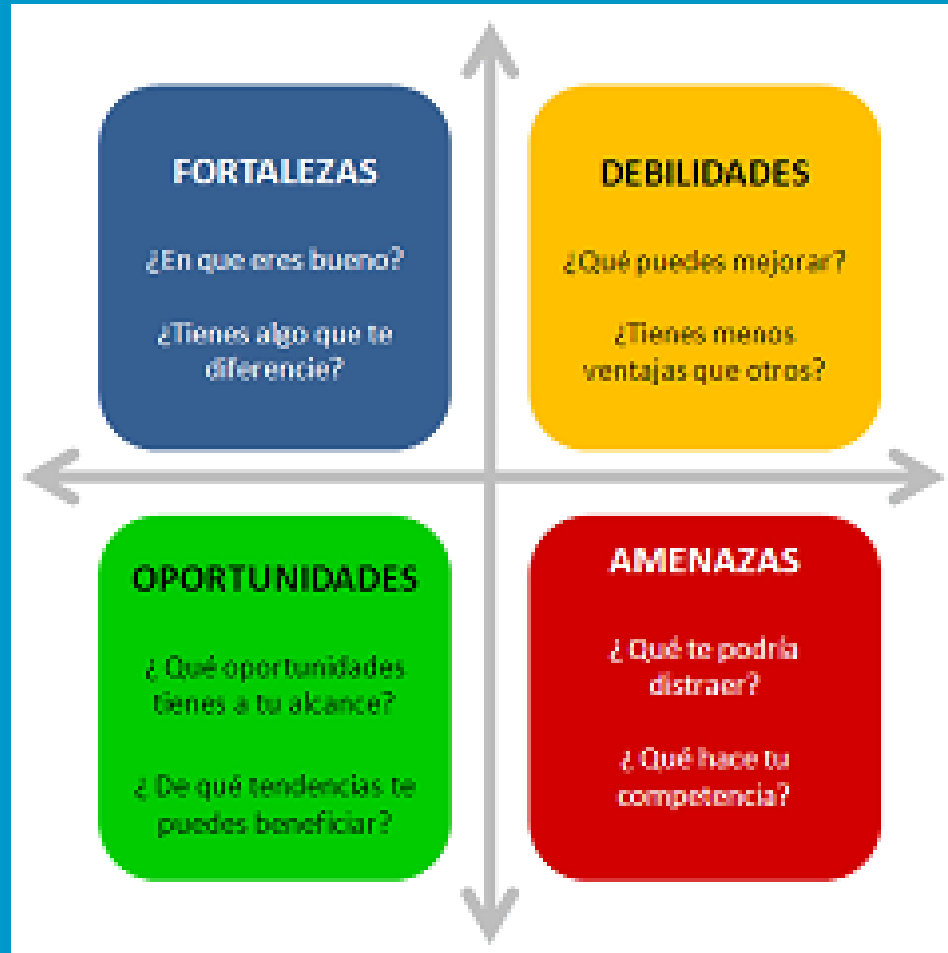 FORTALEZAS
¿En que eres bueno?
¿Tienes algo que te
diferencie?
DEBILIDADES
¿Qué puedes mejorar?
¿Tienes menos
ventajas que otros?
OPORTUNIDADES
¿ Qué oportunidades
tienes a tu alcance?
¿ De qué tendencias te
puedes beneficiar?
AMENAZAS
¿ Qué te podría
distraer?
¿ Qué hace tu
competencia?